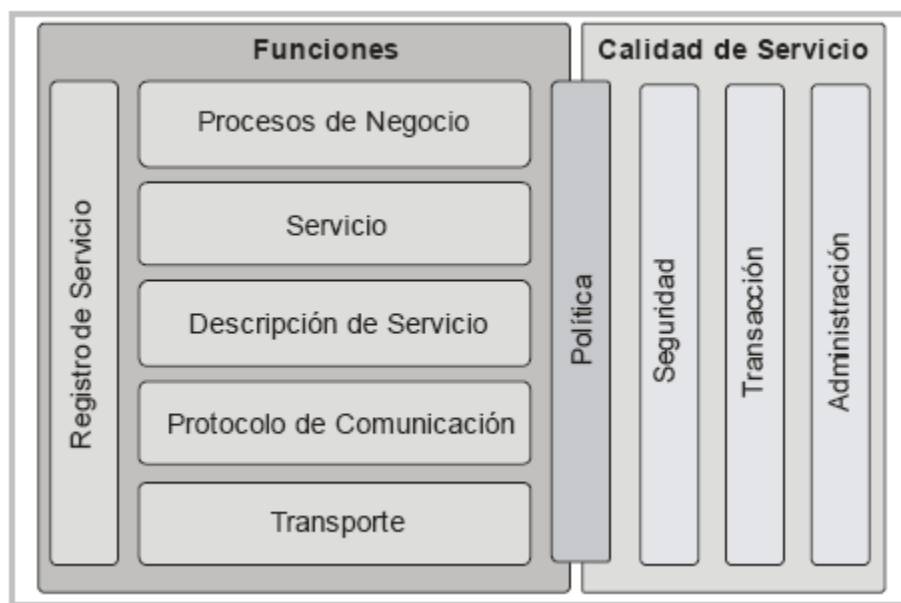 Funciones
Calidad de Servicio
Registro de Servicio
Procesos de Negocio
Servicio
Descripción de Servicio
Protocolo de Comunicación
Transporte
Política
Seguridad
Transacción
Administración